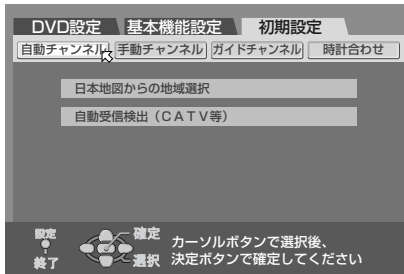 DVD設定 基本機能設定 初期設定
自動チャンネル 手動チャンネル ガイドチャンネル 時計合わせ
日本地図からの地域選択
自動受信検出（ＣＡＴＶ等）
設定 確定
終了 選択
カーソルボタンで選択後、
決定ボタンで確定してください